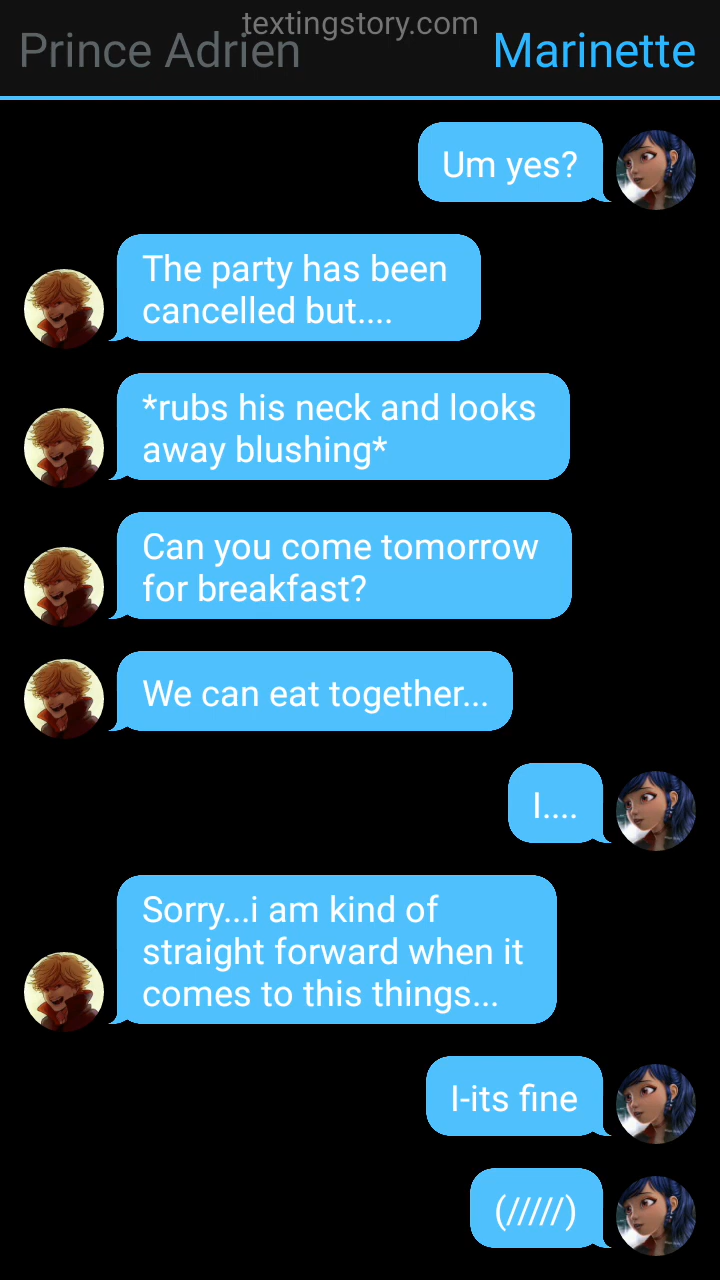 textingstory.com
Prince Adrien
Marinette
Um yes?
The party has been
cancelled but....
*rubs his neck and looks
away blushing*
Can you come tomorrow
for breakfast?
We can eat together...
I....
Sorry...i am kind of
straight forward when it
comes to this things...
I-its fine
(/////)